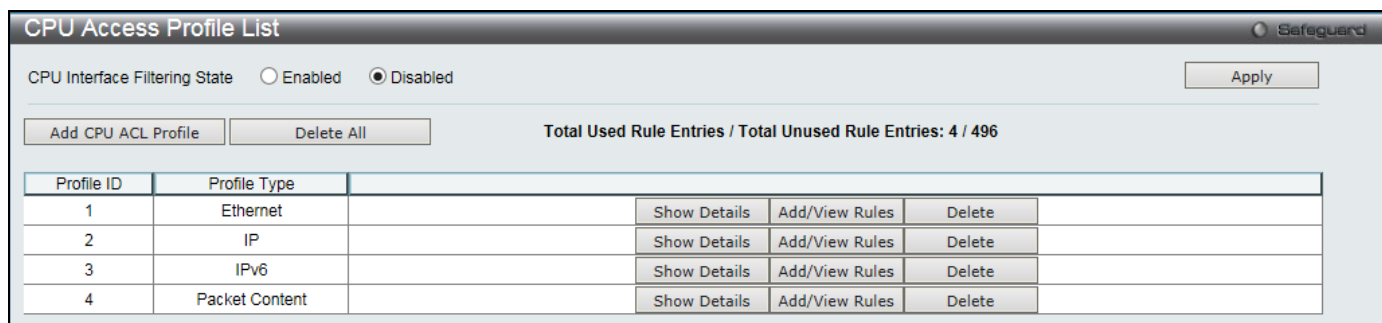 CPU Access Profile List
Safeguard
CPU Interface Filtering State Enabled Disabled Apply
Add CPU ACL Profile Delete All Total Used Rule Entries / Total Unused Rule Entries: 4 / 496
Profile ID Profile Type
1 Ethernet Show Details Add/View Rules Delete
2 IP Show Details Add/View Rules Delete
3 IPv6 Show Details Add/View Rules Delete
4 Packet Content Show Details Add/View Rules Delete